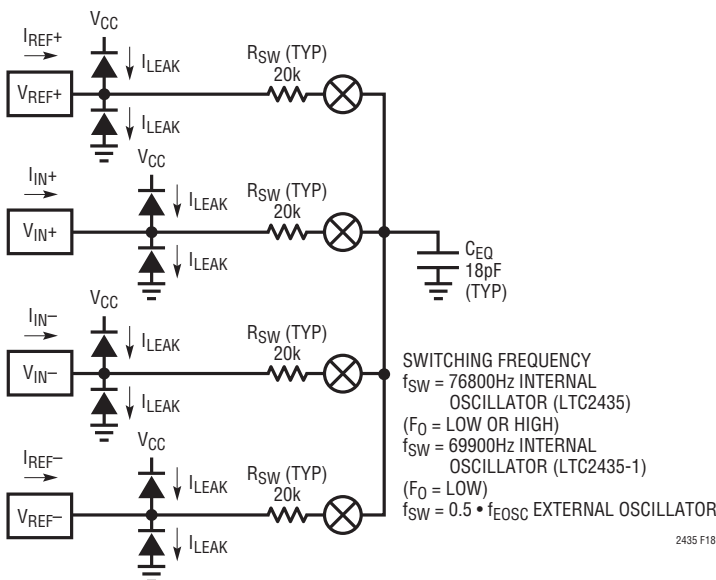 VCC
IREF+
ILEAK
RSW (TYP)
20k
VREF+
ILEAK
VCC
IIN+
ILEAK
RSW (TYP)
20k
VIN+
ILEAK
CEQ
18pF
(TYP)
VCC
IIN–
ILEAK
RSW (TYP)
20k
VIN–
ILEAK
SWITCHING FREQUENCY
fSW = 76800Hz INTERNAL
OSCILLATOR (LTC2435)
(FO = LOW OR HIGH)
fSW = 69900Hz INTERNAL
OSCILLATOR (LTC2435-1)
(FO = LOW)
fSW = 0.5 • fEOSC EXTERNAL OSCILLATOR
VCC
IREF–
ILEAK
RSW (TYP)
20k
VREF–
ILEAK
2435 F18